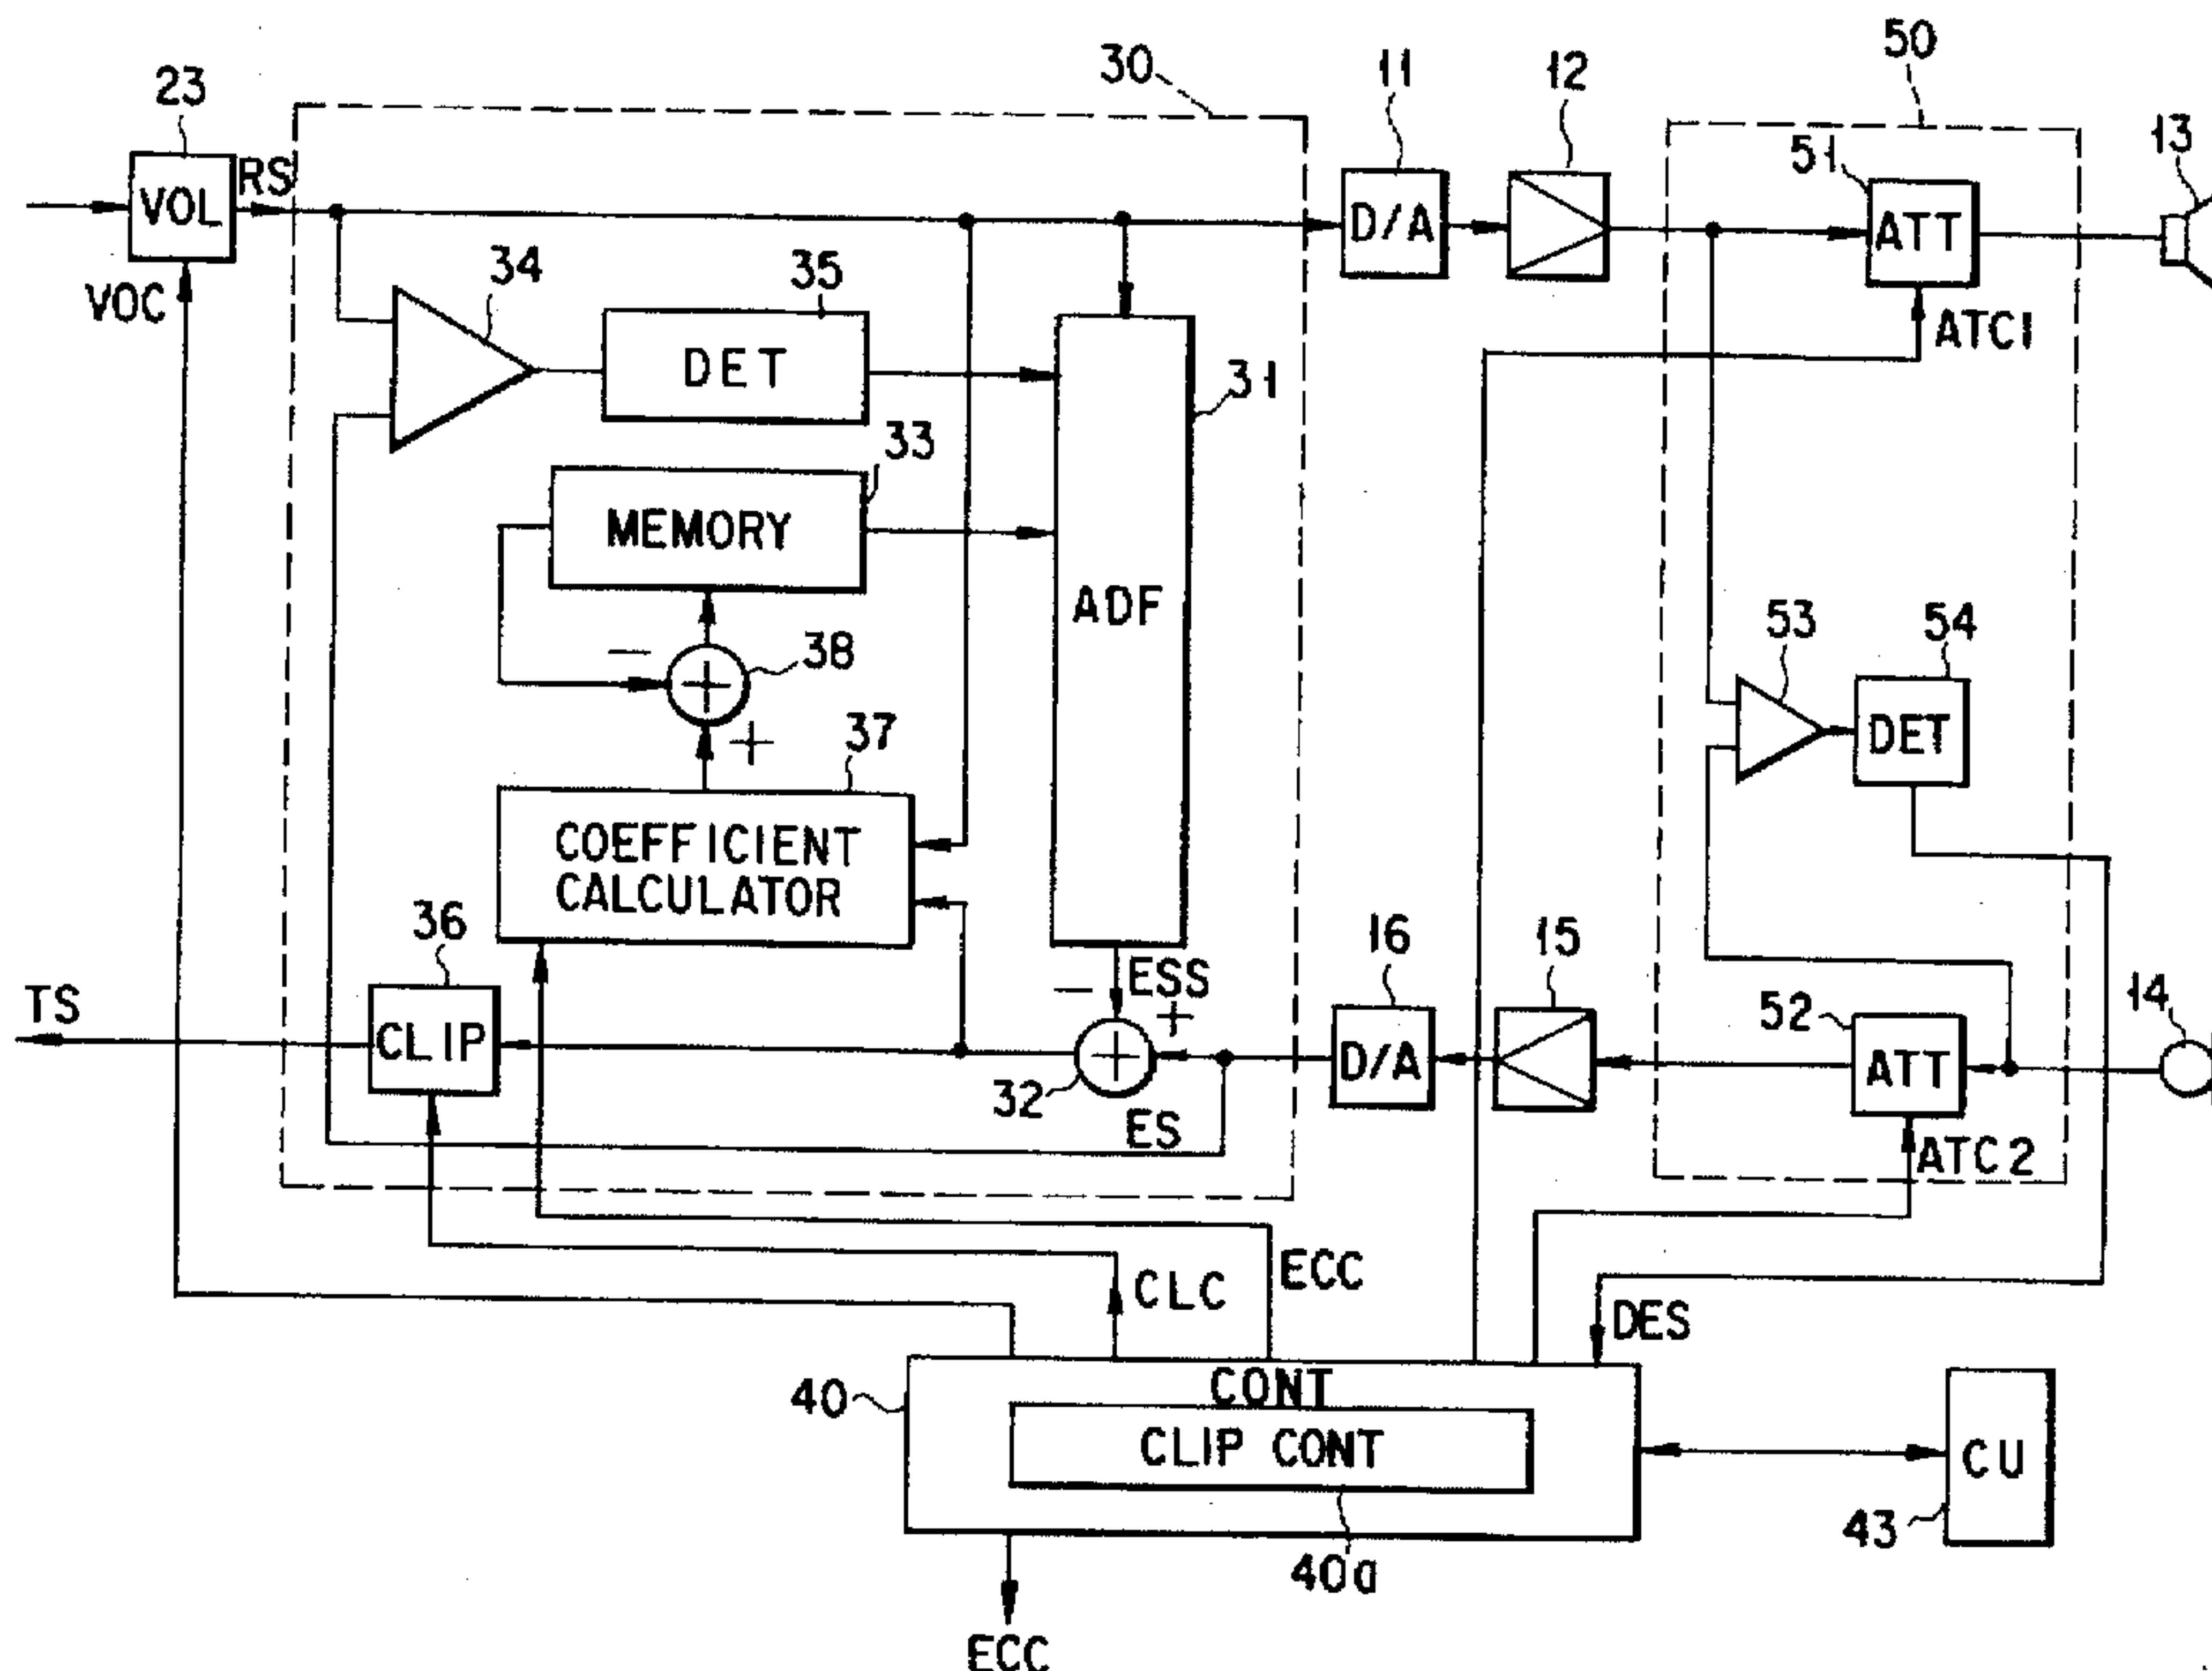 30
11
12
50
23
13
51
RS
VOL
D/A
ATT
34
35
VOC
ATC1
DET
31
33
MEMORY
ADF
53
54
38
-
+
37
DET
COEFFICIENT
CALCULATOR
36
16
15
ESS
-
+
14
TS
52
CLIP
D/A
ATT
32
ES
ATC2
ECC
CLC
DES
40
CONT
CLIP CONT
CU
43
40a
ECC